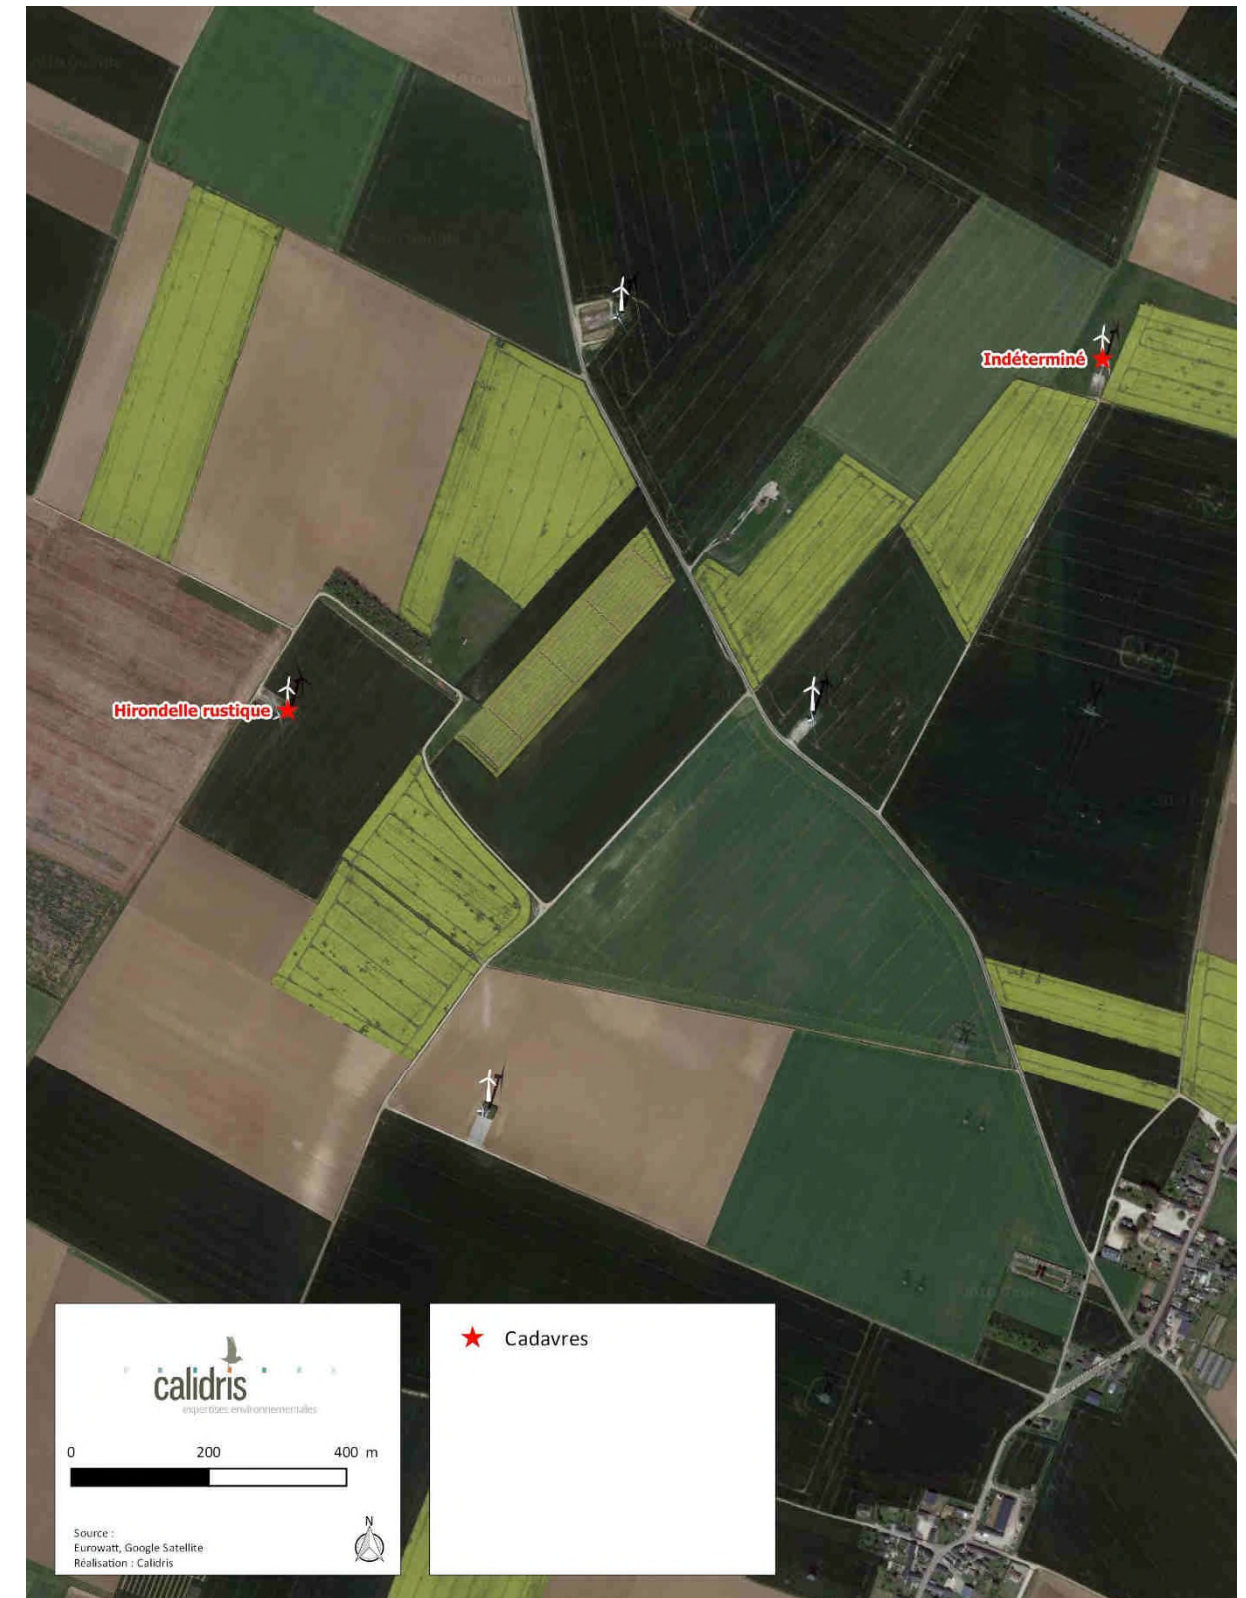 Indéterminé
Hirondelle rustique
calidris
expertises environnementales
0 200 400 m
Source :
Eurowatt, Google Satellite
Réalisation : Calidris
N
Cadavres